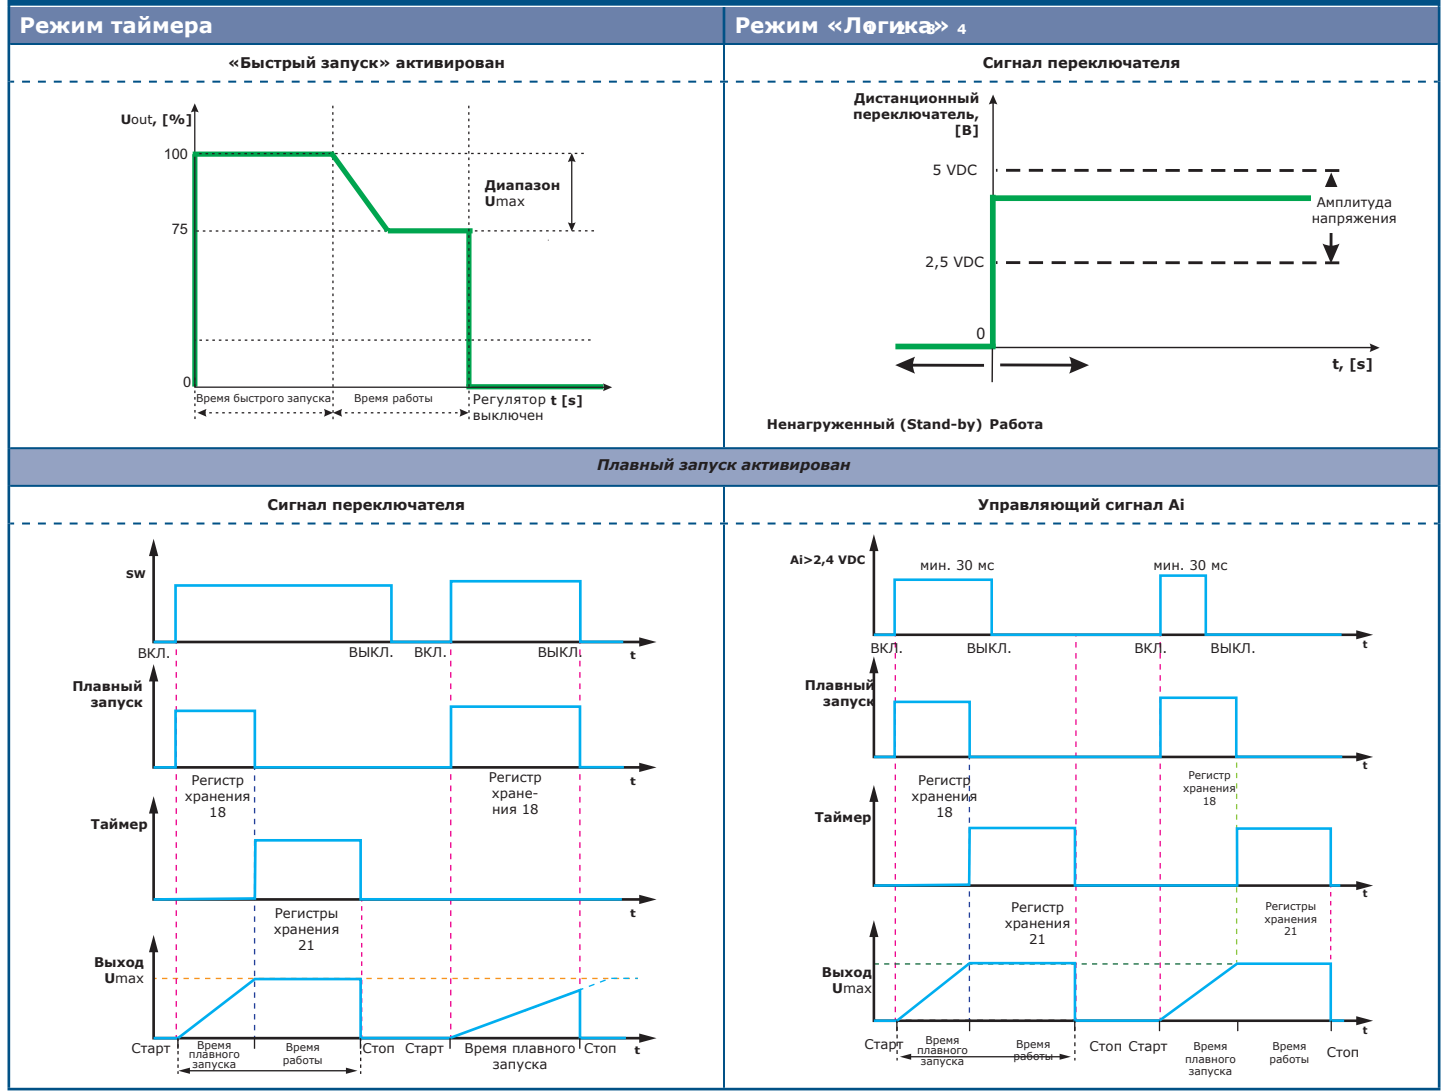 Режим таймера
Режим «Логика» 1 2 3 4
«Быстрый запуск» активирован
Uout, [%]
100
75
0
Диапазон
Umax
Время быстрого запуска
Время работы
Регулятор t [s]
выключен
Сигнал переключателя
Дистанционный
переключатель,
[В]
5 VDC
2,5 VDC
0
Амплитуда
напряжения
t, [s]
Ненагруженный (Stand-by) Работа
Плавный запуск активирован
Сигнал переключателя
sw
ВКЛ.
ВЫКЛ.
ВКЛ.
ВЫКЛ.
t
Плавный
запуск
Регистр
хранения
18
Регистр
хране-
ния 18
t
Таймер
Регистры
хранения
21
t
Выход
Umax
Старт
Время
плавного
запуска
Время
работы
Стоп
Старт
Время плавного
запуска
Стоп
t
Управляющий сигнал Ai
Ai>2,4 VDC
мин. 30 мс
мин. 30 мс
ВКЛ.
ВЫКЛ.
ВКЛ.
ВЫКЛ.
t
Плавный
запуск
Регистр
хранения
18
Регистр
хранения
18
t
Таймер
Регистр
хранения
21
Регистры
хранения
21
t
Выход
Umax
Старт
Время
плавного
запуска
Время
работы
Стоп
Старт
Время
плавного
запуска
Время
работы
Стоп
t